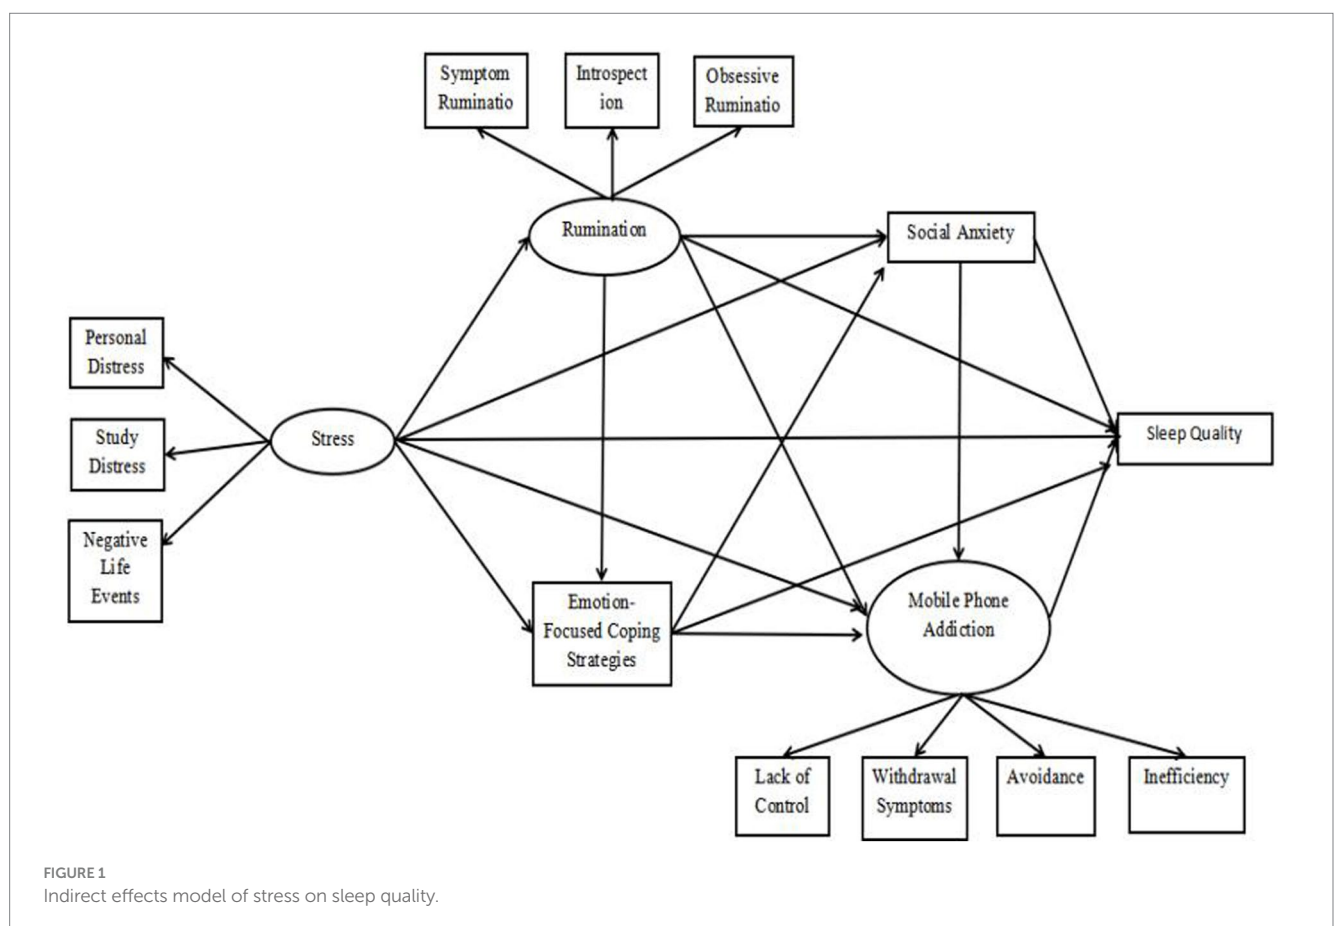 Symptom
Ruminatio
Introspect
ion
Obsessive
Ruminatio
Rumination
Social Anxiety
Personal
Distress
Study
Distress
Negative
Life
Events
Stress
Sleep Quality
Emotion-
Focused Coping
Strategies
Mobile Phone
Addiction
Lack of
Control
Withdrawal
Symptoms
Avoidance
Inefficiency
FIGURE 1
Indirect effects model of stress on sleep quality.